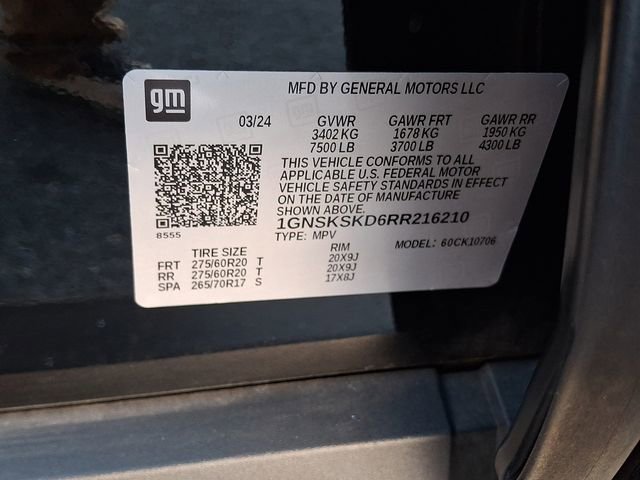 gm
MFD BY GENERAL MOTORS LLC
03/24 GVWR GAWR FRT GAWR RR
3402 KG 1678 KG 1950 KG
7500 LB 3700 LB 4300 LB
THIS VEHICLE CONFORMS TO ALL
APPLICABLE U.S. FEDERAL MOTOR
VEHICLE SAFETY STANDARDS IN EFFECT
ON THE DATE OF MANUFACTURE
SHOWN ABOVE.
1GNSKSKD6RR216210
8555
TYPE: MPV MODEL: 60CK10706
TIRE SIZE RIM
FRT 275/60R20 T 20X9J
RR 275/60R20 T 20X9J
SPA 265/70R17 S 17X8J